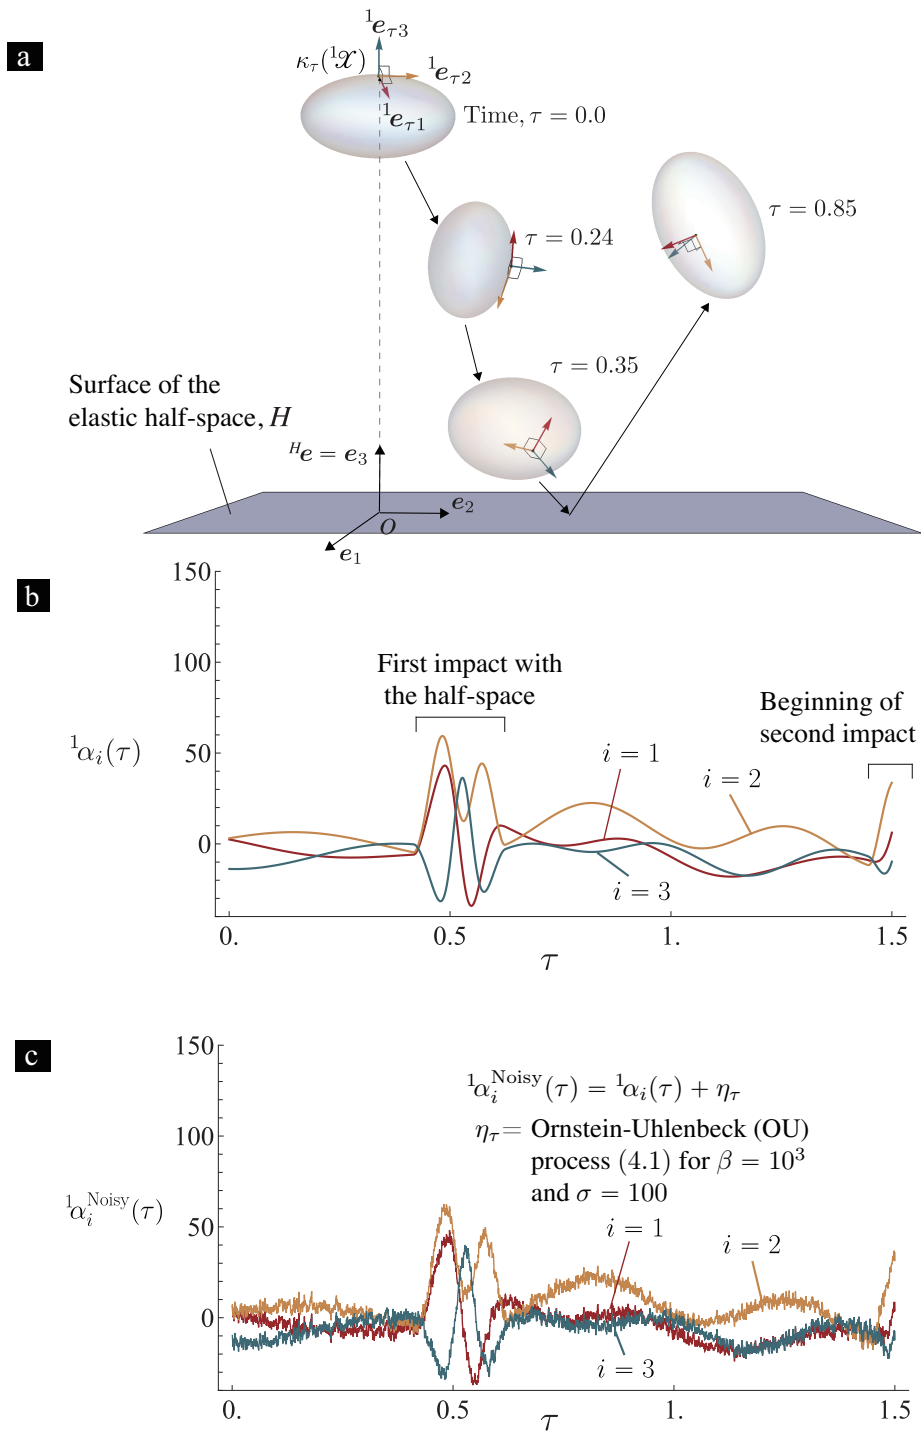 a
¹e_τ3
κ_τ(¹𝒳)
¹e_τ2
¹e_τ1
Time, τ = 0.0
τ = 0.24
τ = 0.85
τ = 0.35
Surface of the
elastic half-space, H
ᴴe = e₃
e₂
O
e₁
b
150
100
50
0
¹α_i(τ)
First impact with
the half-space
Beginning of
second impact
i = 1
i = 2
i = 3
0.
0.5
1.
1.5
τ
c
150
100
50
0
¹α_i^Noisy(τ)
¹α_i^Noisy(τ) = ¹α_i(τ) + η_τ
η_τ = Ornstein-Uhlenbeck (OU)
process (4.1) for β = 10³
and σ = 100
i = 1
i = 2
i = 3
0.
0.5
1.
1.5
τ